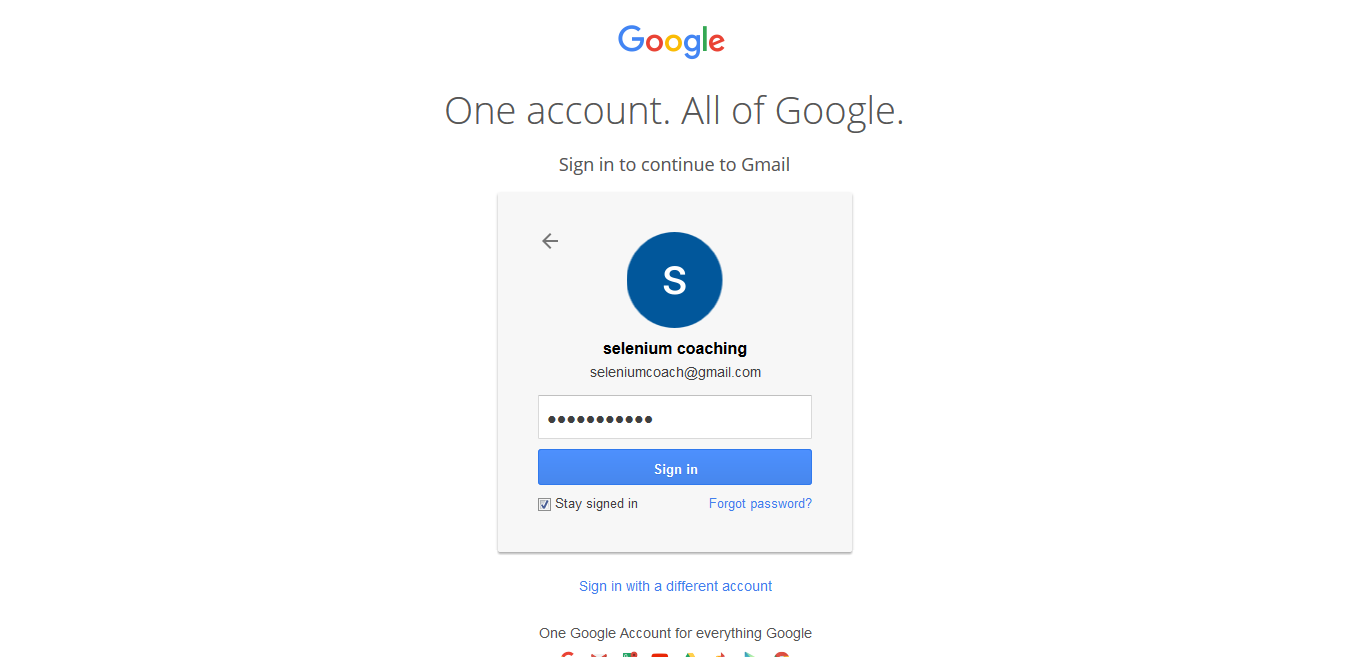 Google
One account. All of Google.
Sign in to continue to Gmail
S
selenium coaching
seleniumcoach@gmail.com
●●●●●●●●●●●
Sign in
Stay signed in Forgot password?
Sign in with a different account
One Google Account for everything Google